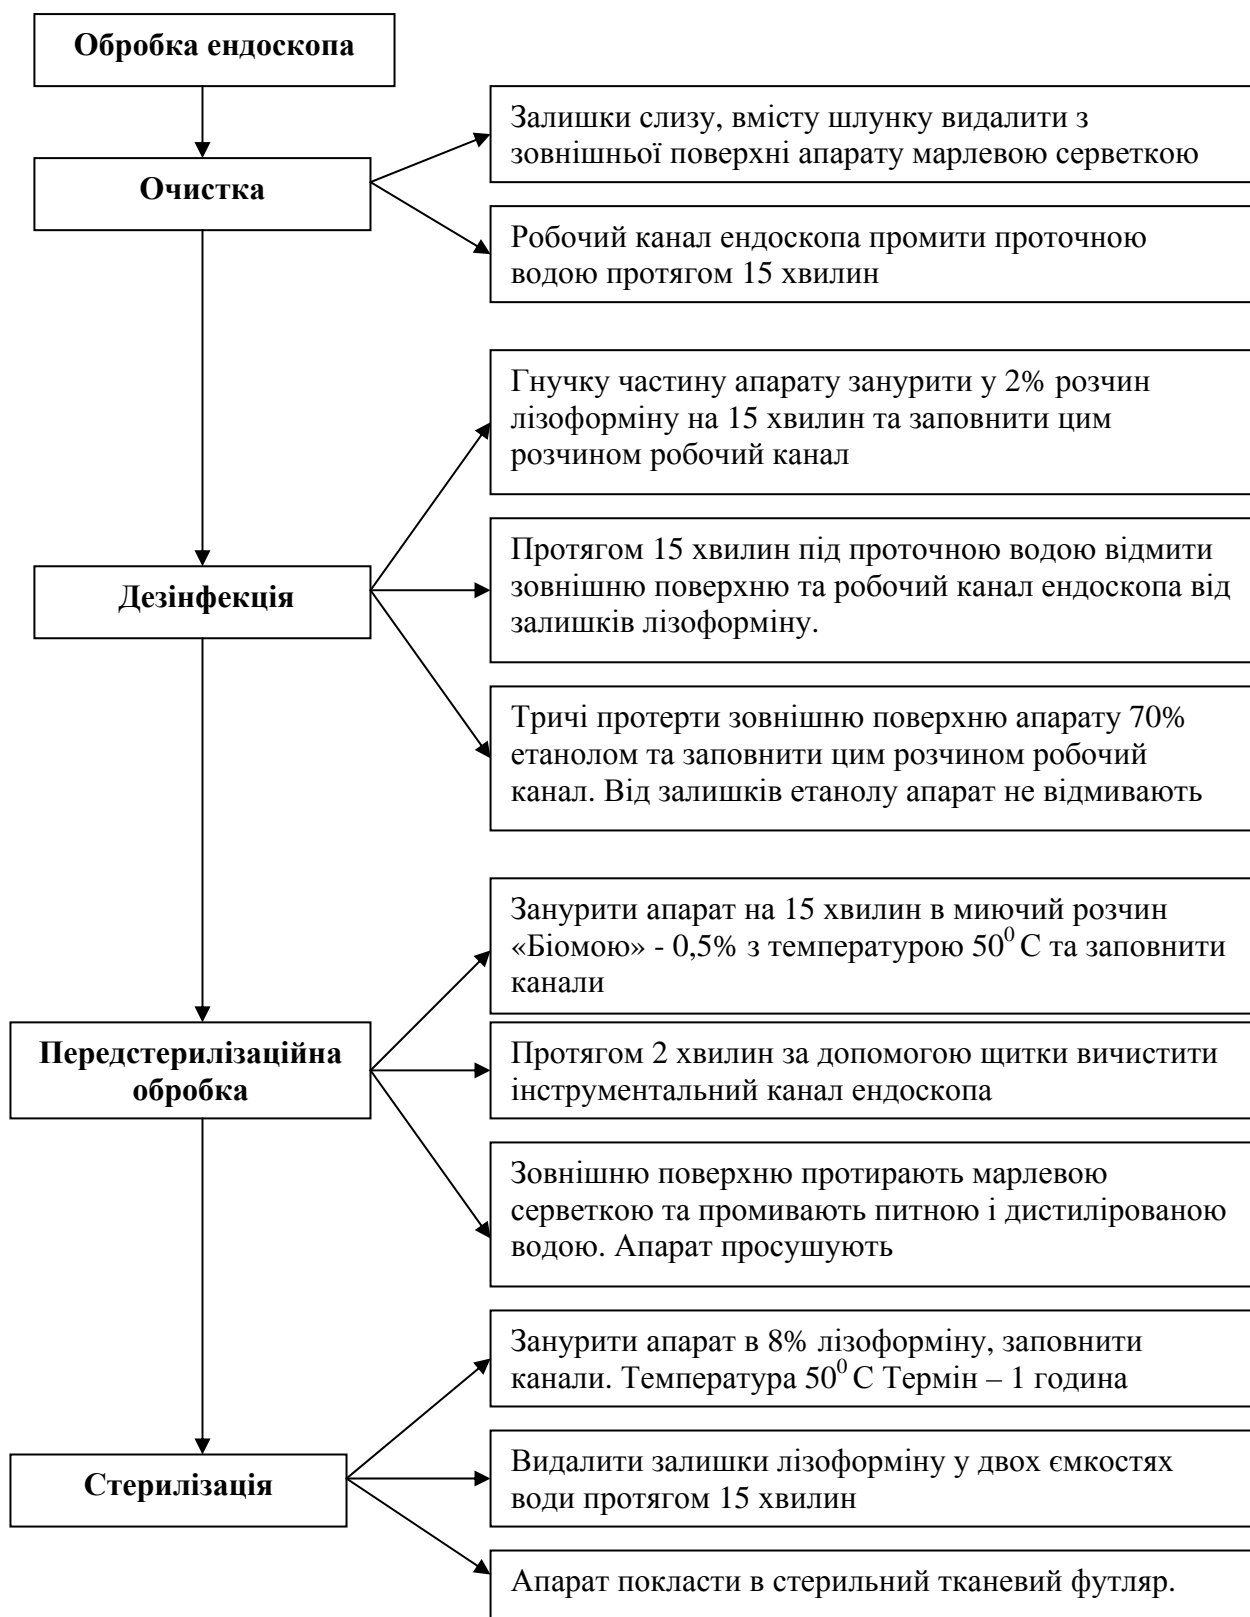 Обробка ендоскопа
Очистка
Залишки слизу, вмісту шлунку видалити з
зовнішньої поверхні апарату марлевою серветкою
Робочий канал ендоскопа промити проточною
водою протягом 15 хвилин
Дезінфекція
Гнучку частину апарату занурити у 2% розчин
лізоформіну на 15 хвилин та заповнити цим
розчином робочий канал
Протягом 15 хвилин під проточною водою відмити
зовнішню поверхню та робочий канал ендоскопа від
залишків лізоформіну.
Тричі протерти зовнішню поверхню апарату 70%
етанолом та заповнити цим розчином робочий
канал. Від залишків етанолу апарат не відмивають
Передстерилізаційна
обробка
Занурити апарат на 15 хвилин в миючий розчин
«Біомою» - 0,5% з температурою 50⁰ С та заповнити
канали
Протягом 2 хвилин за допомогою щитки вичистити
інструментальний канал ендоскопа
Зовнішню поверхню протирають марлевою
серветкою та промивають питною і дистилірованою
водою. Апарат просушують
Стерилізація
Занурити апарат в 8% лізоформіну, заповнити
канали. Температура 50⁰ С Термін – 1 година
Видалити залишки лізоформіну у двох ємкостях
води протягом 15 хвилин
Апарат покласти в стерильний тканевий футляр.